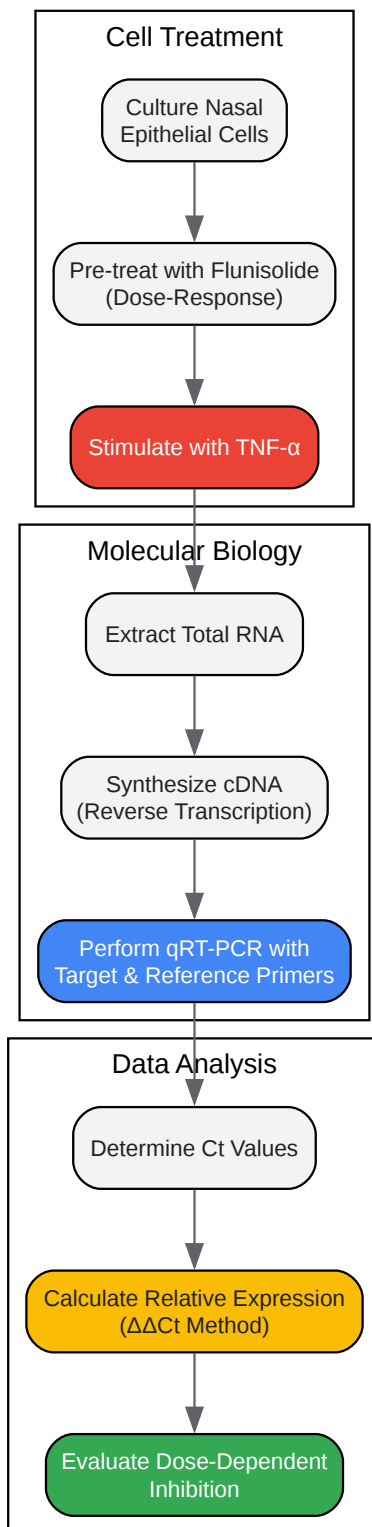 Cell Treatment
Culture Nasal
Epithelial Cells
Pre-treat with Flunisolide
(Dose-Response)
Stimulate with TNF-α
Molecular Biology
Extract Total RNA
Synthesize cDNA
(Reverse Transcription)
Perform qRT-PCR with
Target & Reference Primers
Data Analysis
Determine Ct Values
Calculate Relative Expression
(ΔΔCt Method)
Evaluate Dose-Dependent
Inhibition